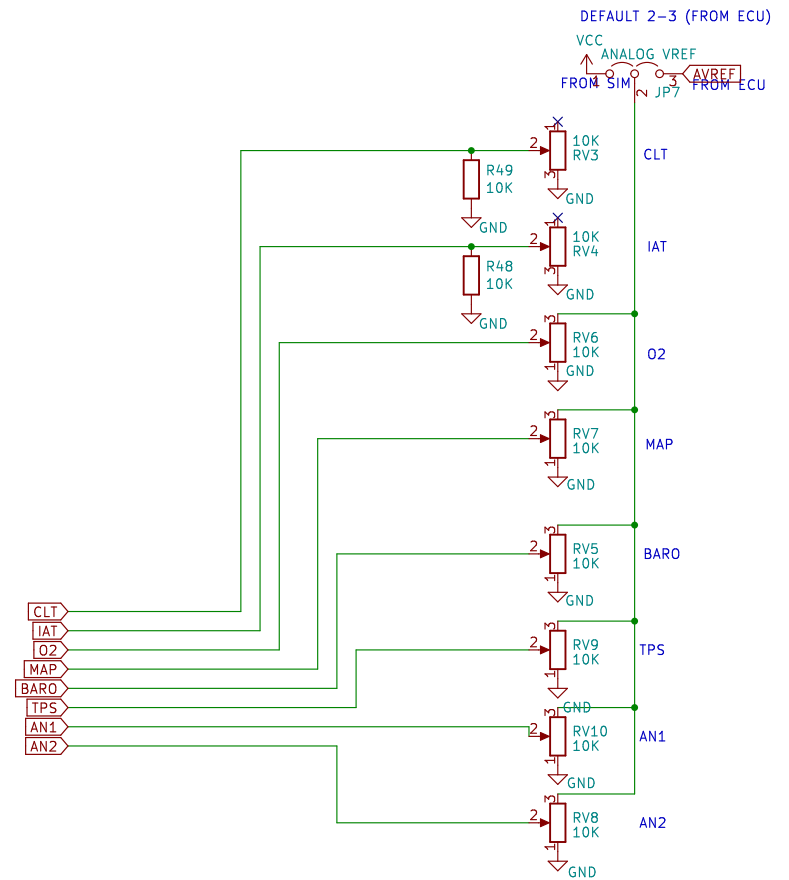 DEFAULT 2-3 (FROM ECU)
VCC
ANALOG VREF
AVREF
FROM SIM
1
2
3
JP7
FROM ECU
1
2
3
10K
RV3
CLT
R49
10K
GND
GND
1
2
3
10K
RV4
IAT
R48
10K
GND
GND
3
2
1
RV6
10K
O2
GND
3
2
1
RV7
10K
MAP
GND
3
2
1
RV5
10K
BARO
GND
3
2
1
RV9
10K
TPS
GND
3
2
1
RV10
10K
AN1
GND
3
2
1
RV8
10K
AN2
GND
CLT
IAT
O2
MAP
BARO
TPS
AN1
AN2